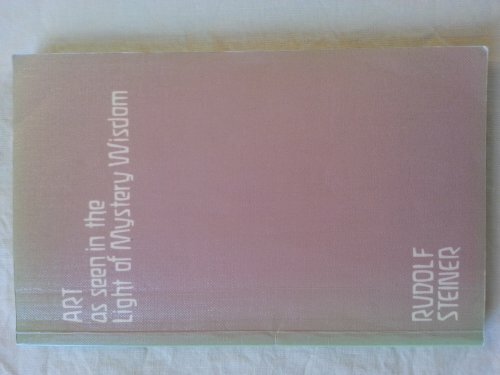 ART
as seen in the
Light of Mystery Wisdom
RUDOLF
STEINER